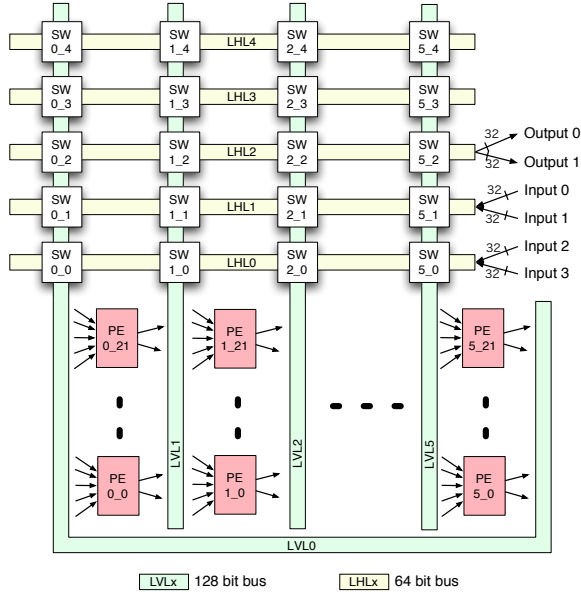 SW 0_4 SW 1_4 LHL4 SW 2_4 SW 5_4
SW 0_3 SW 1_3 LHL3 SW 2_3 SW 5_3
SW 0_2 SW 1_2 LHL2 SW 2_2 SW 5_2
32 Output 0
32 Output 1
SW 0_1 SW 1_1 LHL1 SW 2_1 SW 5_1
32 Input 0
32 Input 1
SW 0_0 SW 1_0 LHL0 SW 2_0 SW 5_0
32 Input 2
32 Input 3
PE 0_21 PE 1_21 PE 5_21
LVL1 LVL2 LVL5
PE 0_0 PE 1_0 PE 5_0
LVL0
LVLx 128 bit bus LHLx 64 bit bus